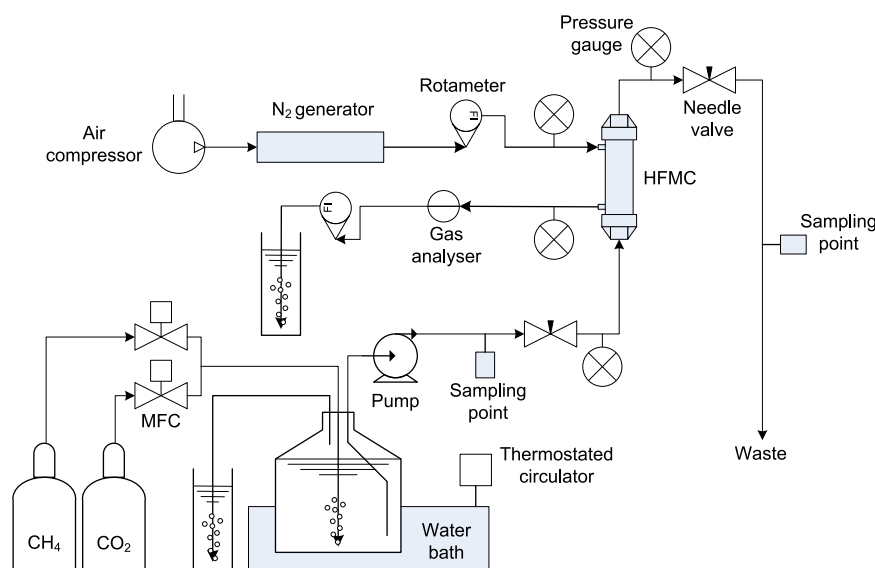 Pressure
gauge
Rotameter
N2 generator
FI
Needle
valve
Air
compressor
HFMC
FI
Gas
analyser
Sampling
point
MFC
Pump
Sampling
point
Thermostated
circulator
Waste
Water
bath
CH4
CO2